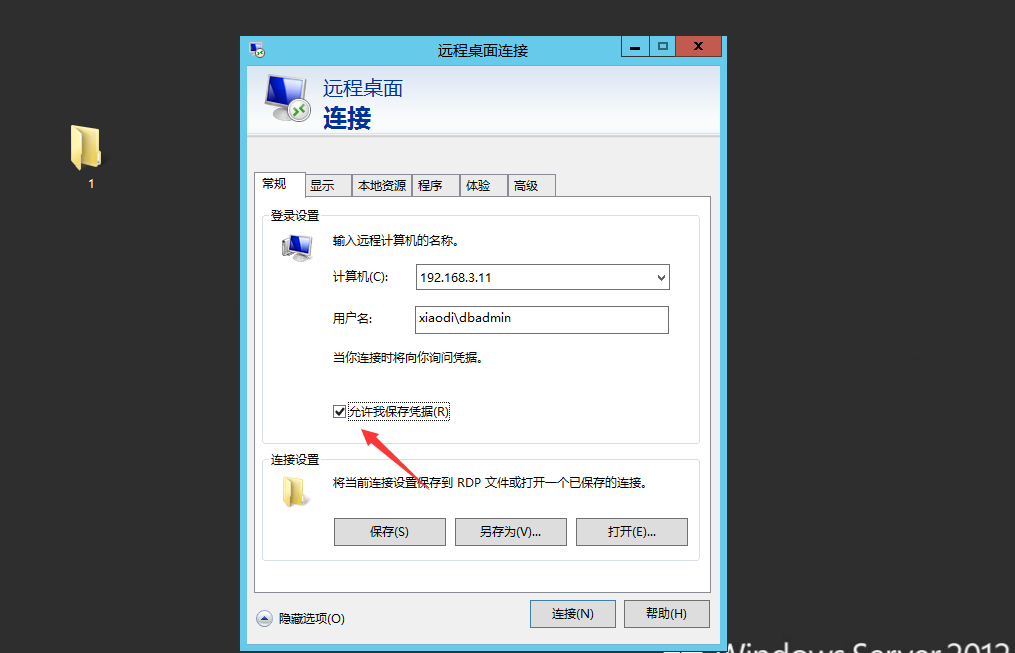 远程桌面连接
X
远程桌面
连接
1
常规 显示 本地资源 程序 体验 高级
登录设置
输入远程计算机的名称。
计算机(C): 192.168.3.11
用户名: xiaodi\dbadmin
当你连接时将向你询问凭据。
允许我保存凭据(R)
连接设置
将当前连接设置保存到 RDP 文件或打开一个已保存的连接。
保存(S) 另存为(V)... 打开(E)...
隐藏选项(O) 连接(N) 帮助(H)
Windows Server 2012